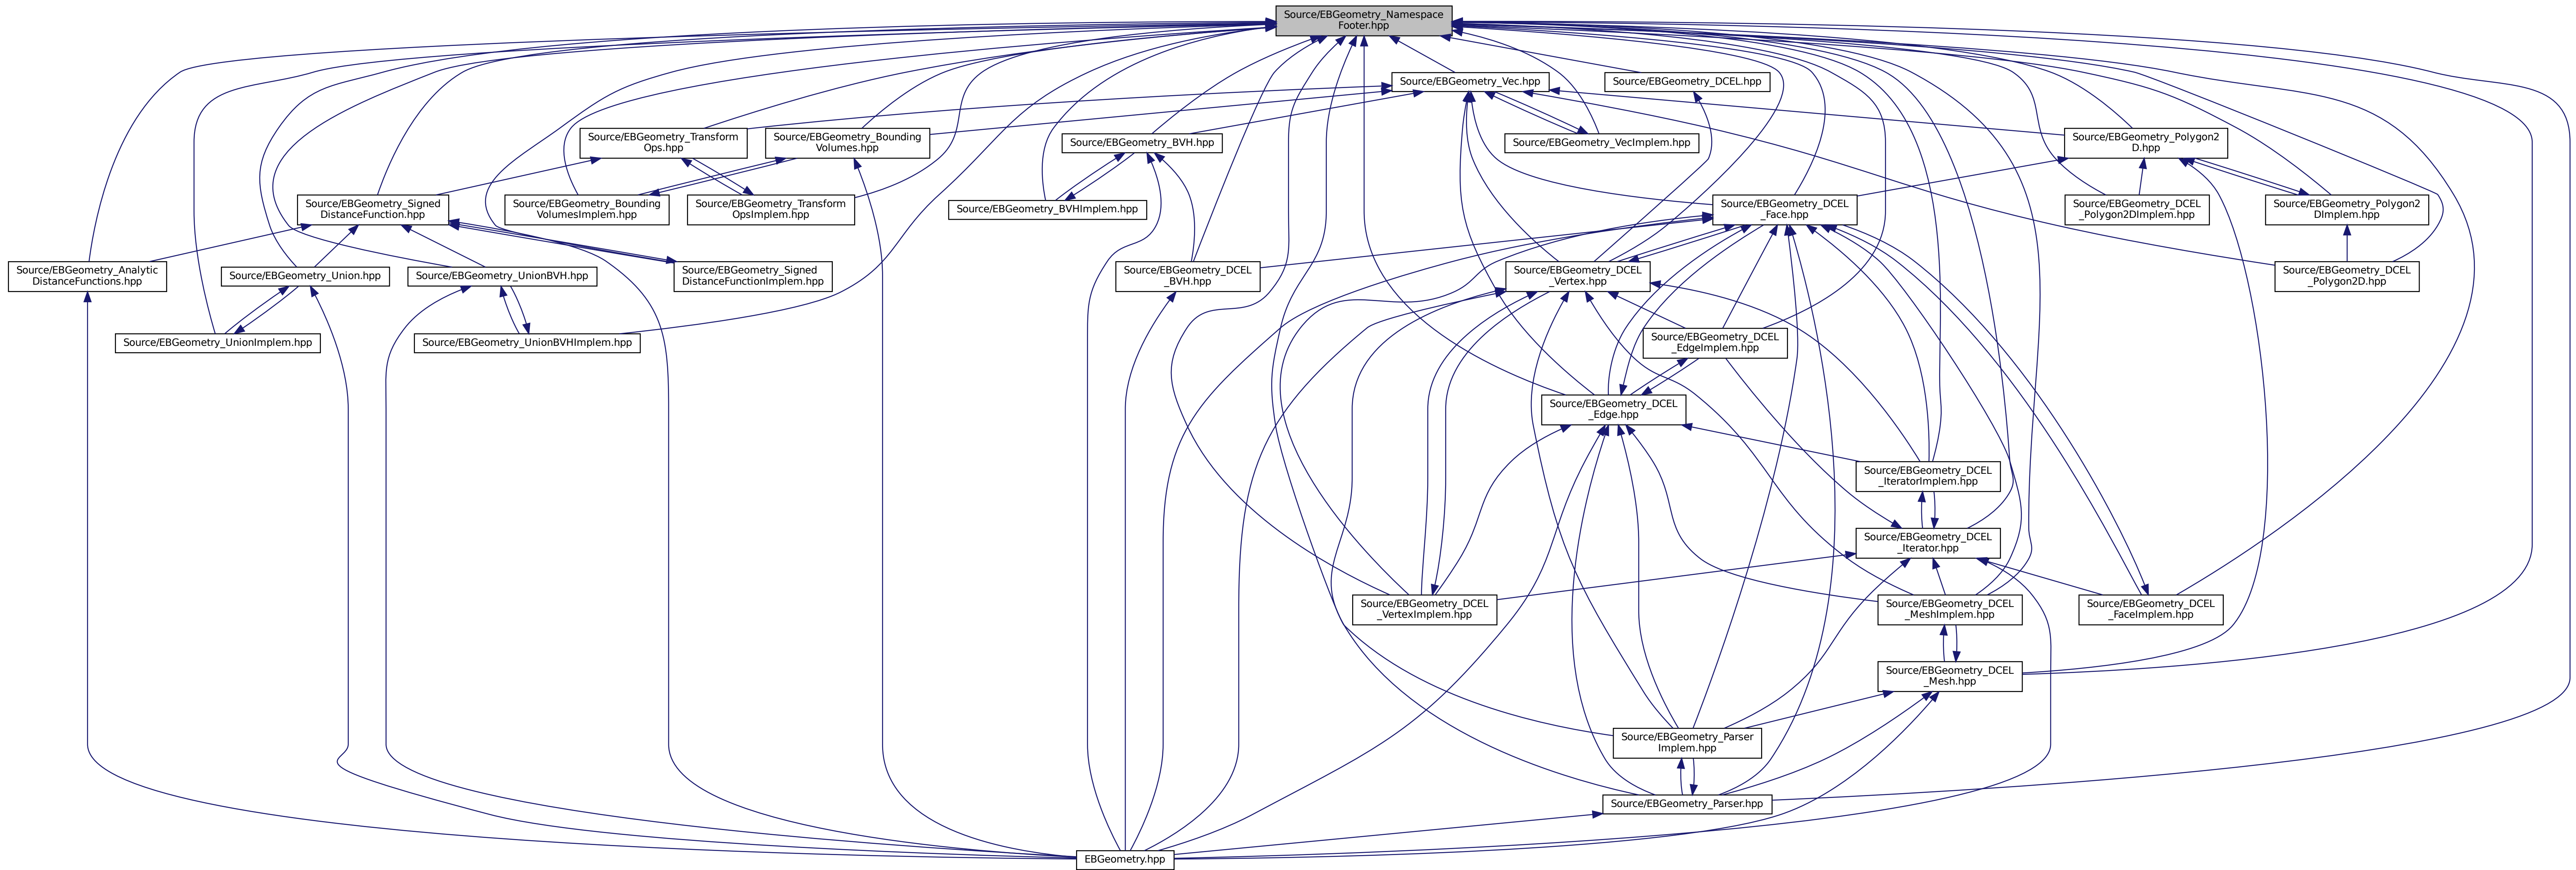 Source/EBGeometry_Namespace
Footer.hpp
Source/EBGeometry_Vec.hpp
Source/EBGeometry_DCEL.hpp
Source/EBGeometry_Transform
Ops.hpp
Source/EBGeometry_Bounding
Volumes.hpp
Source/EBGeometry_BVH.hpp
Source/EBGeometry_VecImplem.hpp
Source/EBGeometry_Polygon2
D.hpp
Source/EBGeometry_Signed
DistanceFunction.hpp
Source/EBGeometry_Bounding
VolumesImplem.hpp
Source/EBGeometry_Transform
OpsImplem.hpp
Source/EBGeometry_BVHImplem.hpp
Source/EBGeometry_DCEL
_Face.hpp
Source/EBGeometry_DCEL
_Polygon2DImplem.hpp
Source/EBGeometry_Polygon2
DImplem.hpp
Source/EBGeometry_Analytic
DistanceFunctions.hpp
Source/EBGeometry_Union.hpp
Source/EBGeometry_UnionBVH.hpp
Source/EBGeometry_Signed
DistanceFunctionImplem.hpp
Source/EBGeometry_DCEL
_BVH.hpp
Source/EBGeometry_DCEL
_Vertex.hpp
Source/EBGeometry_DCEL
_Polygon2D.hpp
Source/EBGeometry_UnionImplem.hpp
Source/EBGeometry_UnionBVHImplem.hpp
Source/EBGeometry_DCEL
_EdgeImplem.hpp
Source/EBGeometry_DCEL
_Edge.hpp
Source/EBGeometry_DCEL
_IteratorImplem.hpp
Source/EBGeometry_DCEL
_Iterator.hpp
Source/EBGeometry_DCEL
_VertexImplem.hpp
Source/EBGeometry_DCEL
_MeshImplem.hpp
Source/EBGeometry_DCEL
_FaceImplem.hpp
Source/EBGeometry_DCEL
_Mesh.hpp
Source/EBGeometry_Parser
Implem.hpp
Source/EBGeometry_Parser.hpp
EBGeometry.hpp